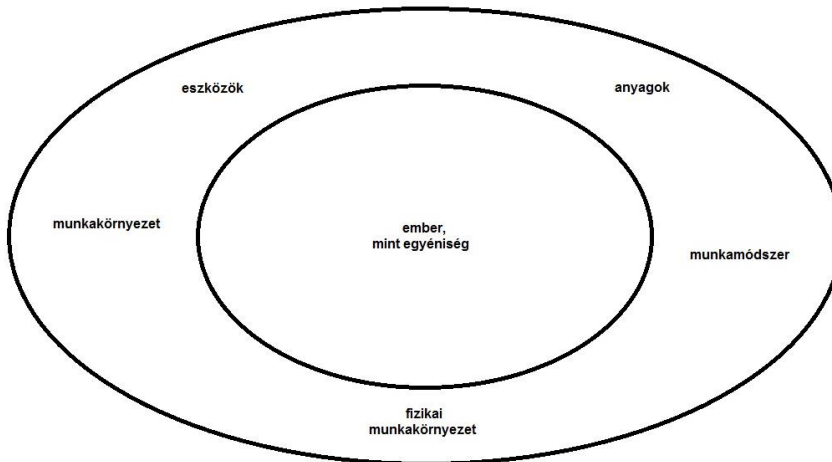 eszközök
anyagok
munkakörnyezet
ember,
mint egyéniség
munkamódszer
fizikai
munkakörnyezet